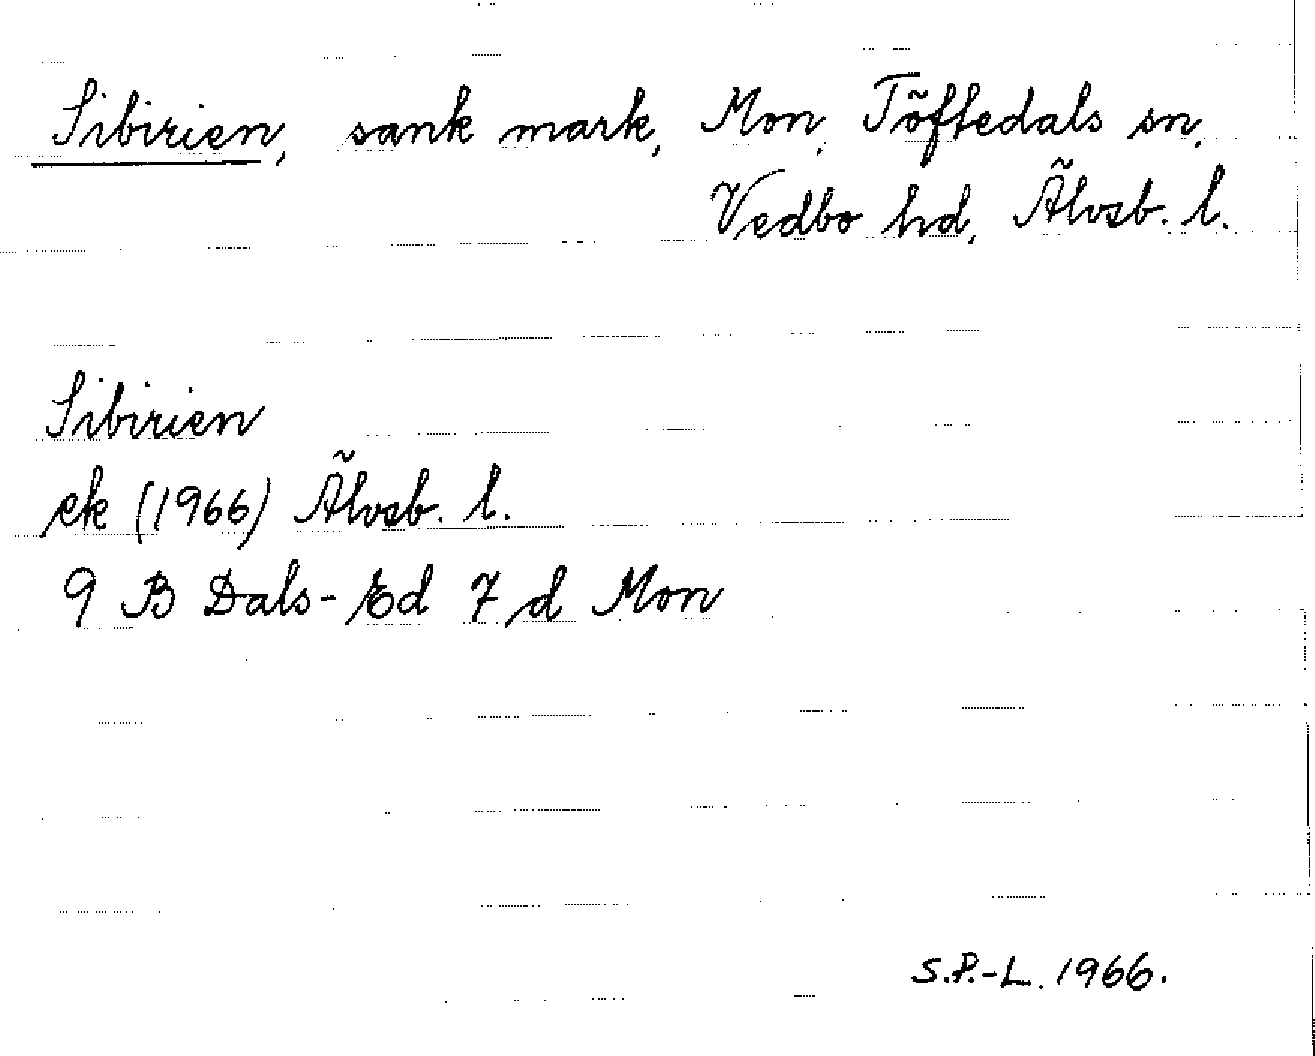 Sibirien, sank mark, Mon, Töftedals sn,
Vedbo hd, Älvsb. l.
Sibirien
ek (1966) Älvsb. l.
9 B Dals-Ed 7 d Mon
S.P.-L. 1966.